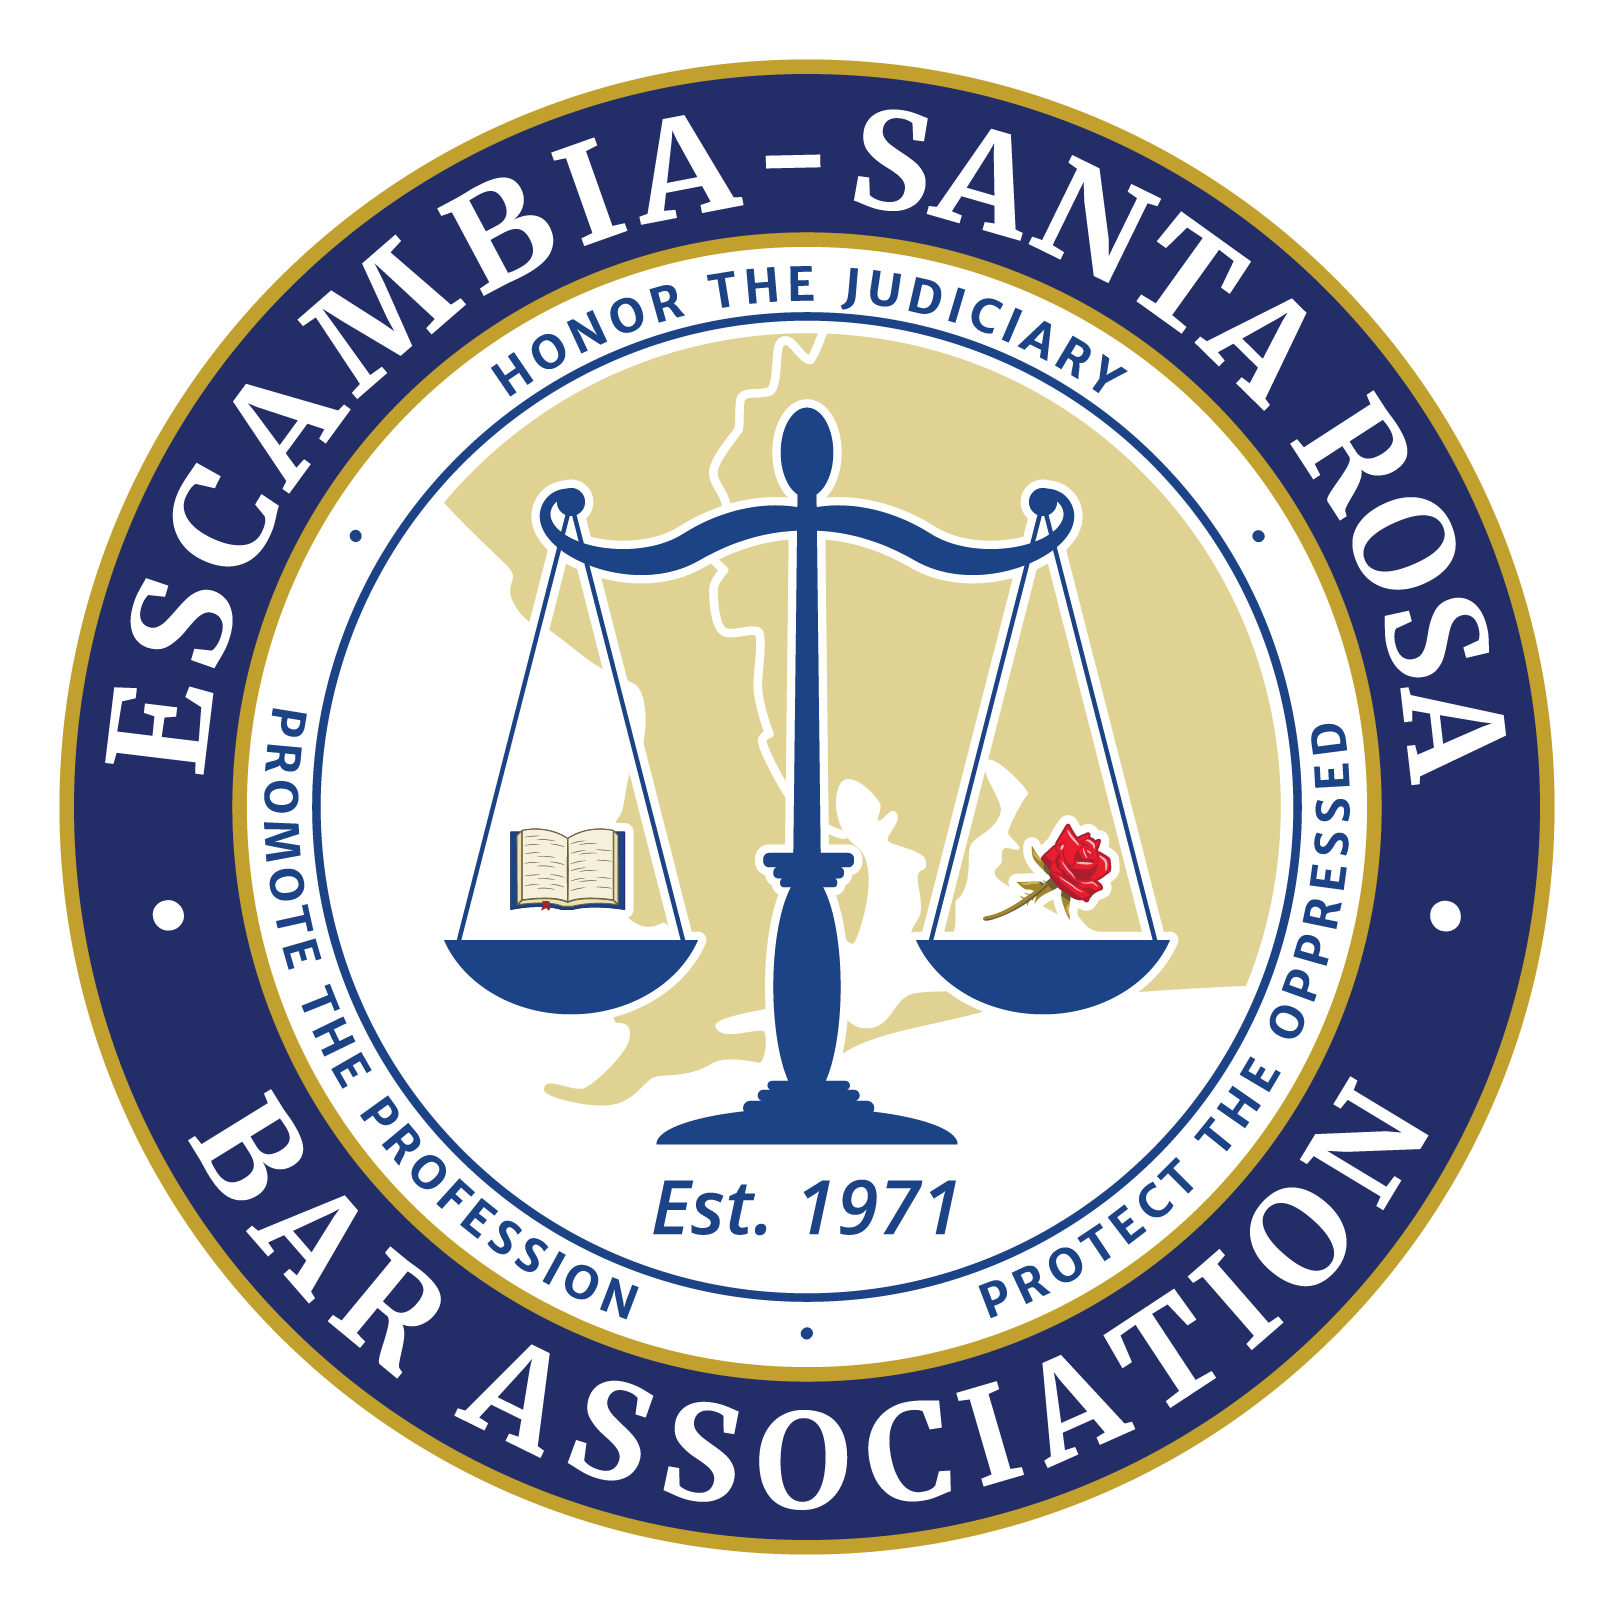 ESCAMBIA-SANTA ROSA
HONOR THE JUDICIARY
PROMOTE THE PROFESSION
PROTECT THE OPPRESSED
Est. 1971
BAR ASSOCIATION